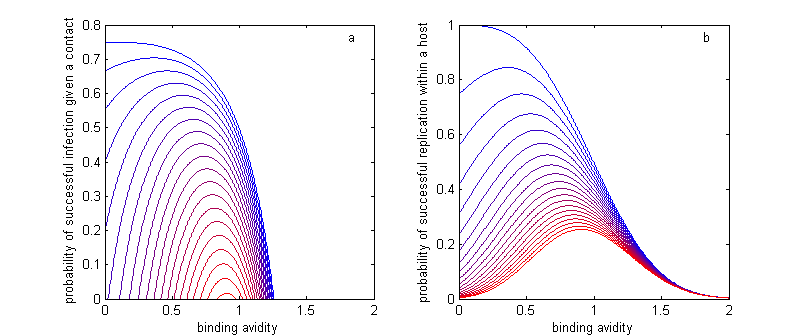 probability of successful infection given a contact
0.8
0.7
0.6
0.5
0.4
0.3
0.2
0.1
0
a
0 0.5 1 1.5 2
binding avidity
probability of successful replication within a host
1
0.8
0.6
0.4
0.2
0
b
0 0.5 1 1.5 2
binding avidity